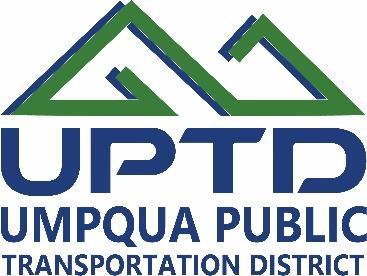 UPTD
UMPQUA PUBLIC
TRANSPORTATION DISTRICT